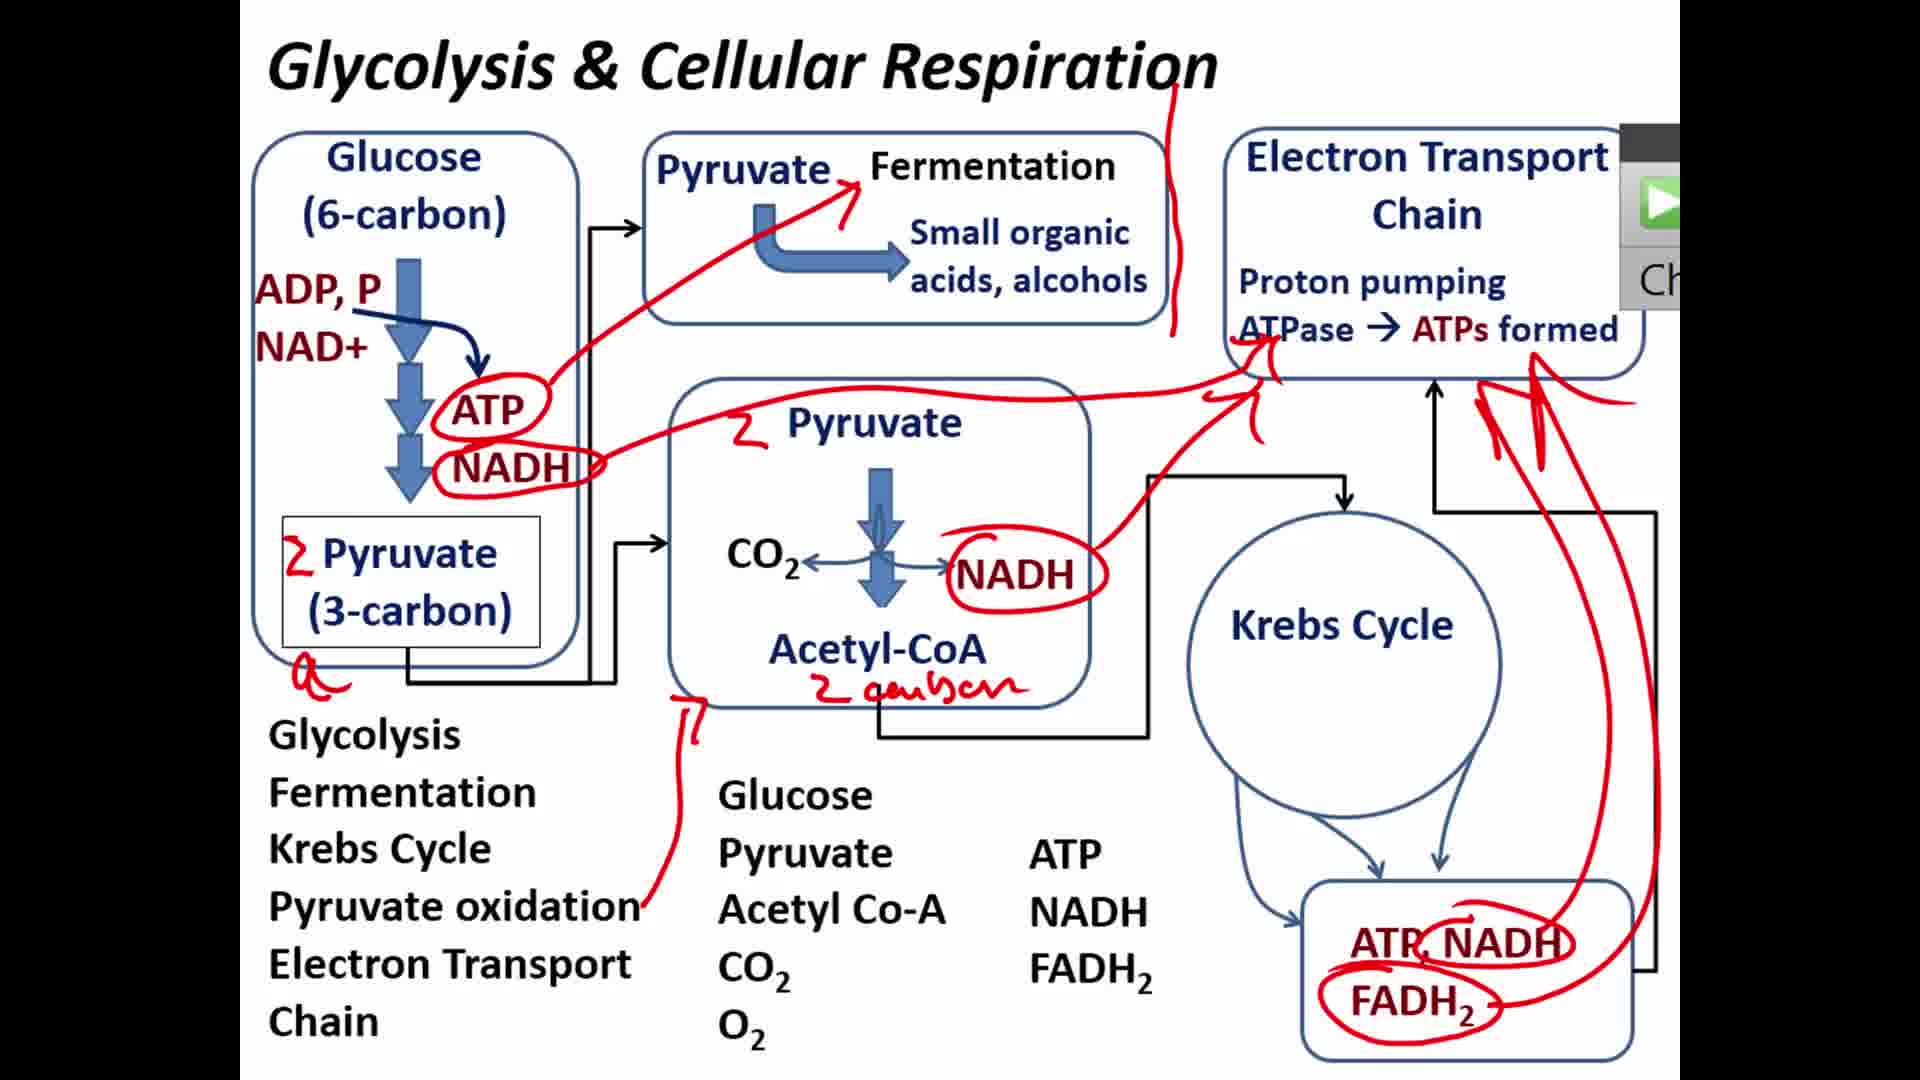 Glycolysis & Cellular Respiration
Glucose
(6-carbon)
ADP, P
NAD+
ATP
NADH
2 Pyruvate
(3-carbon)
Pyruvate Fermentation
Small organic
acids, alcohols
Electron Transport
Chain
Proton pumping
ATPase → ATPs formed
Ch
2 Pyruvate
CO₂ NADH
Acetyl-CoA
2 carbon
Krebs Cycle
ATP, NADH
FADH₂
Glycolysis
Fermentation
Krebs Cycle
Pyruvate oxidation
Electron Transport
Chain
Glucose
Pyruvate
Acetyl Co-A
CO₂
O₂
ATP
NADH
FADH₂